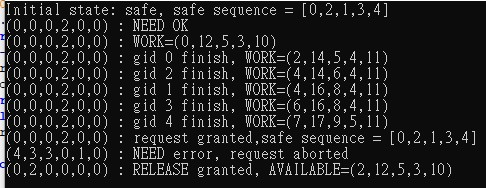 initial state: safe, safe sequence = [0,2,1,3,4]
(0,0,0,2,0,0) : NEED OK
(0,0,0,2,0,0) : WORK=(0,12,5,3,10)
(0,0,0,2,0,0) : gid 0 finish, WORK=(2,14,5,4,11)
(0,0,0,2,0,0) : gid 2 finish, WORK=(4,14,6,4,11)
(0,0,0,2,0,0) : gid 1 finish, WORK=(4,16,8,4,11)
(0,0,0,2,0,0) : gid 3 finish, WORK=(6,16,8,4,11)
(0,0,0,2,0,0) : gid 4 finish, WORK=(7,17,9,5,11)
(0,0,0,2,0,0) : request granted,safe sequence = [0,2,1,3,4]
(4,3,3,0,1,0) : NEED error, request aborted
(0,2,0,0,0,0) : RELEASE granted, AVAILABLE=(2,12,5,3,10)